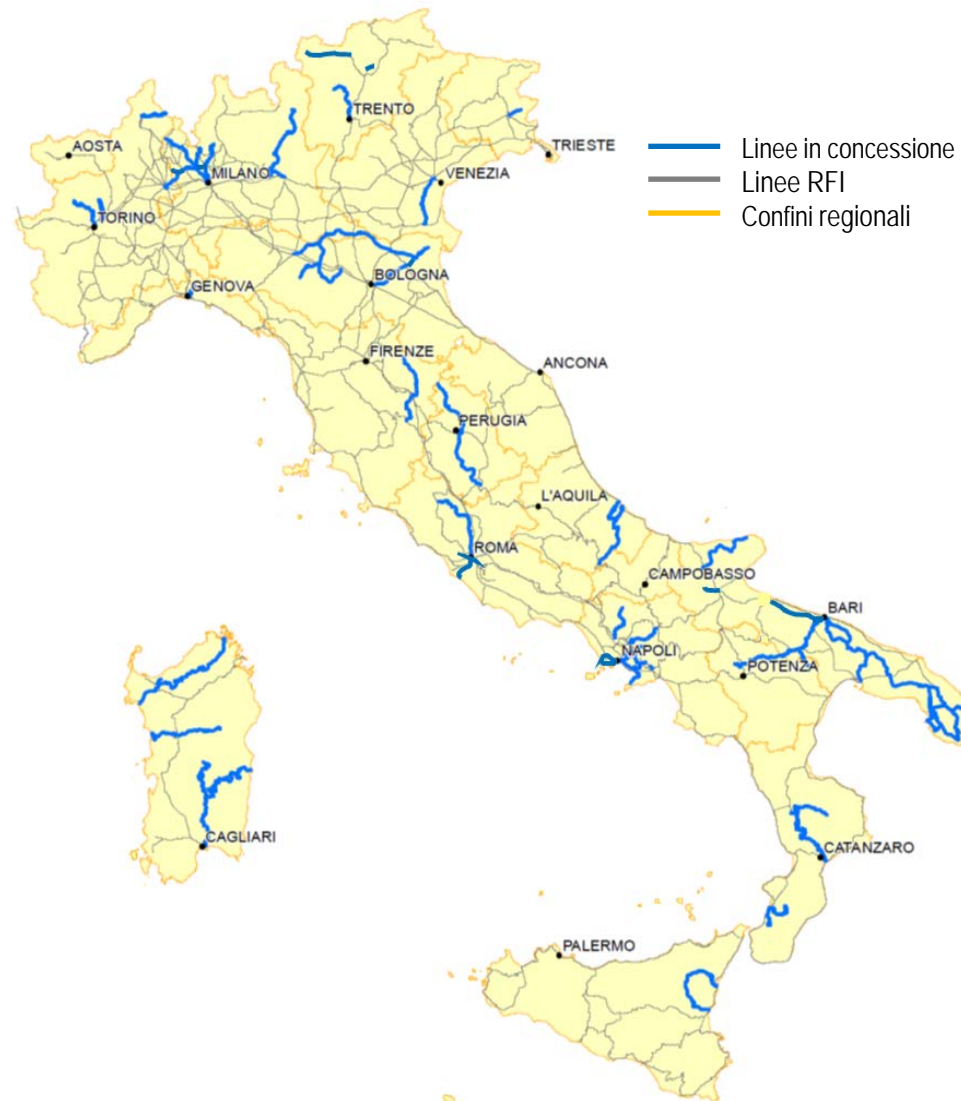 TRENTO
AOSTA
TRIESTE
MILANO
VENEZIA
TORINO
BOLOGNA
GENOVA
FIRENZE
ANCONA
PERUGIA
L'AQUILA
ROMA
CAMPOBASSO
BARI
NAPOLI
POTENZA
CAGLIARI
CATANZARO
PALERMO
Linee in concessione
Linee RFI
Confini regionali